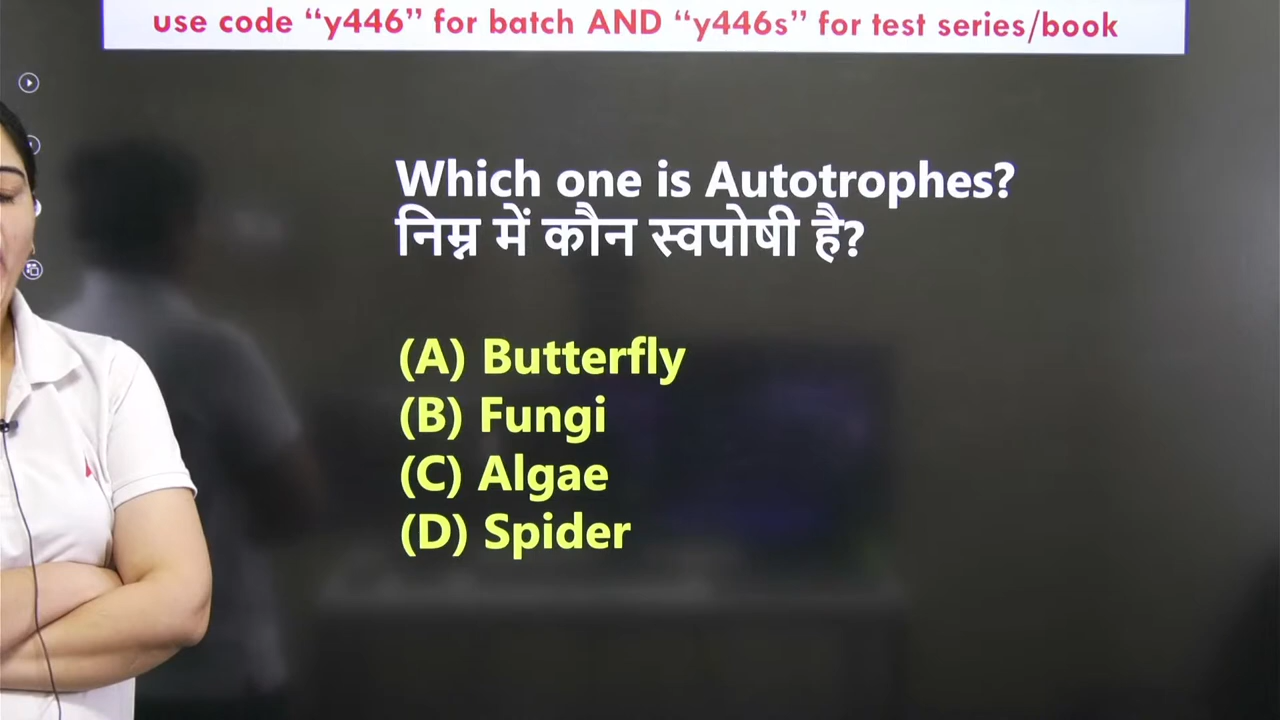 use code “y446” for batch AND “y446s” for test series/book
Which one is Autotrophes?
निम्न में कौन स्वपोषी है?
(A) Butterfly
(B) Fungi
(C) Algae
(D) Spider